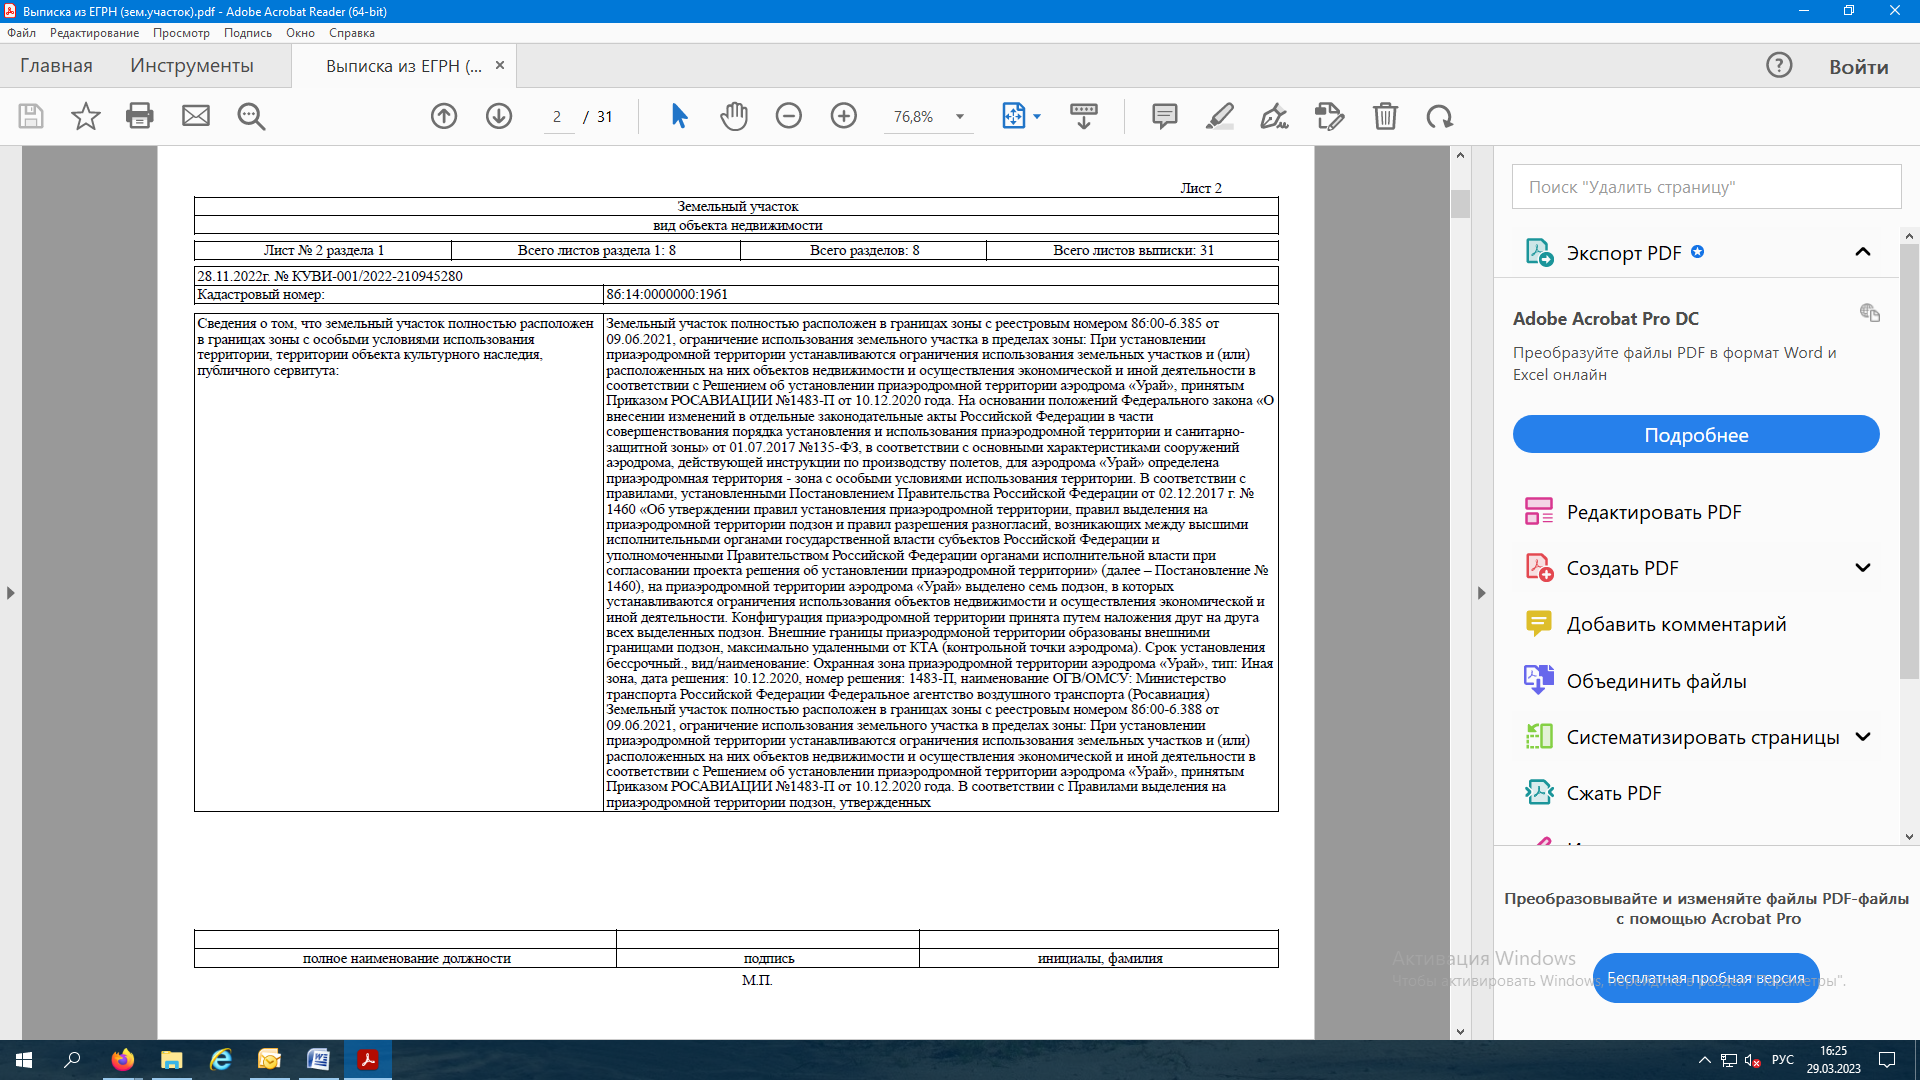 Выписка из ЕГРН (зем.участок).pdf - Adobe Acrobat Reader (64-bit)
Файл Редактирование Просмотр Подпись Окно Справка
Главная Инструменты Выписка из ЕГРН (... × Войти
2 / 31 76,8%
Лист 2
Земельный участок
вид объекта недвижимости
Лист № 2 раздела 1 Всего листов раздела 1: 8 Всего разделов: 8 Всего листов выписки: 31
28.11.2022г. № КУВИ-001/2022-210945280
Кадастровый номер: 86:14:0000000:1961
Сведения о том, что земельный участок полностью расположен
в границах зоны с особыми условиями использования
территории, территории объекта культурного наследия,
публичного сервитута:
Земельный участок полностью расположен в границах зоны с реестровым номером 86:00-6.385 от
09.06.2021, ограничение использования земельного участка в пределах зоны: При установлении
приаэродромной территории устанавливаются ограничения использования земельных участков и (или)
расположенных на них объектов недвижимости и осуществления экономической и иной деятельности в
соответствии с Решением об установлении приаэродромной территории аэродрома «Урай», принятым
Приказом РОСАВИАЦИИ №1483-П от 10.12.2020 года. На основании положений Федерального закона «О
внесении изменений в отдельные законодательные акты Российской Федерации в части
совершенствования порядка установления и использования приаэродромной территории и санитарно-
защитной зоны» от 01.07.2017 №135-ФЗ, в соответствии с основными характеристиками сооружений
аэродрома, действующей инструкции по производству полетов, для аэродрома «Урай» определена
приаэродромная территория - зона с особыми условиями использования территории. В соответствии с
правилами, установленными Постановлением Правительства Российской Федерации от 02.12.2017 г. №
1460 «Об утверждении правил установления приаэродромной территории, правил выделения на
приаэродромной территории подзон и правил разрешения разногласий, возникающих между высшими
исполнительными органами государственной власти субъектов Российской Федерации и
уполномоченными Правительством Российской Федерации органами исполнительной власти при
согласовании проекта решения об установлении приаэродромной территории» (далее – Постановление №
1460), на приаэродромной территории аэродрома «Урай» выделено семь подзон, в которых
устанавливаются ограничения использования объектов недвижимости и осуществления экономической и
иной деятельности. Конфигурация приаэродромной территории принята путем наложения друг на друга
всех выделенных подзон. Внешние границы приаэродрмоной территории образованы внешними
границами подзон, максимально удаленными от КТА (контрольной точки аэродрома). Срок установления
бессрочный., вид/наименование: Охранная зона приаэродромной территории аэродрома «Урай», тип: Иная
зона, дата решения: 10.12.2020, номер решения: 1483-П, наименование ОГВ/ОМСУ: Министерство
транспорта Российской Федерации Федеральное агентство воздушного транспорта (Росавиация)
Земельный участок полностью расположен в границах зоны с реестровым номером 86:00-6.388 от
09.06.2021, ограничение использования земельного участка в пределах зоны: При установлении
приаэродромной территории устанавливаются ограничения использования земельных участков и (или)
расположенных на них объектов недвижимости и осуществления экономической и иной деятельности в
соответствии с Решением об установлении приаэродромной территории аэродрома «Урай», принятым
Приказом РОСАВИАЦИИ №1483-П от 10.12.2020 года. В соответствии с Правилами выделения на
приаэродромной территории подзон, утвержденных
полное наименование должности подпись инициалы, фамилия
М.П.
Поиск "Удалить страницу"
Экспорт PDF
Adobe Acrobat Pro DC
Преобразуйте файлы PDF в формат Word и
Excel онлайн
Подробнее
Редактировать PDF
Создать PDF
Добавить комментарий
Объединить файлы
Систематизировать страницы
Сжать PDF
Преобразовывайте и изменяйте файлы PDF-файлы
с помощью Acrobat Pro
Бесплатная пробная версия
Активация Windows
Чтобы активировать Windows, перейдите в раздел "Параметры".
РУС
16:25
29.03.2023